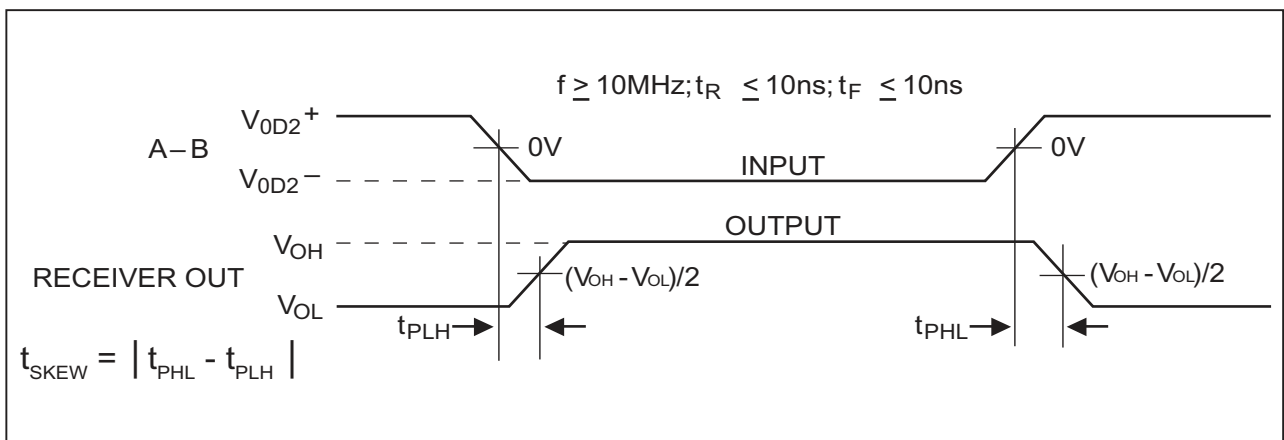 f ≥ 10MHz; tR ≤ 10ns; tF ≤ 10ns
V0D2+
A–B
0V
0V
V0D2–
INPUT
OUTPUT
VOH
RECEIVER OUT
(VOH - VOL)/2
(VOH - VOL)/2
VOL
tPLH
tPHL
tSKEW = | tPHL - tPLH |